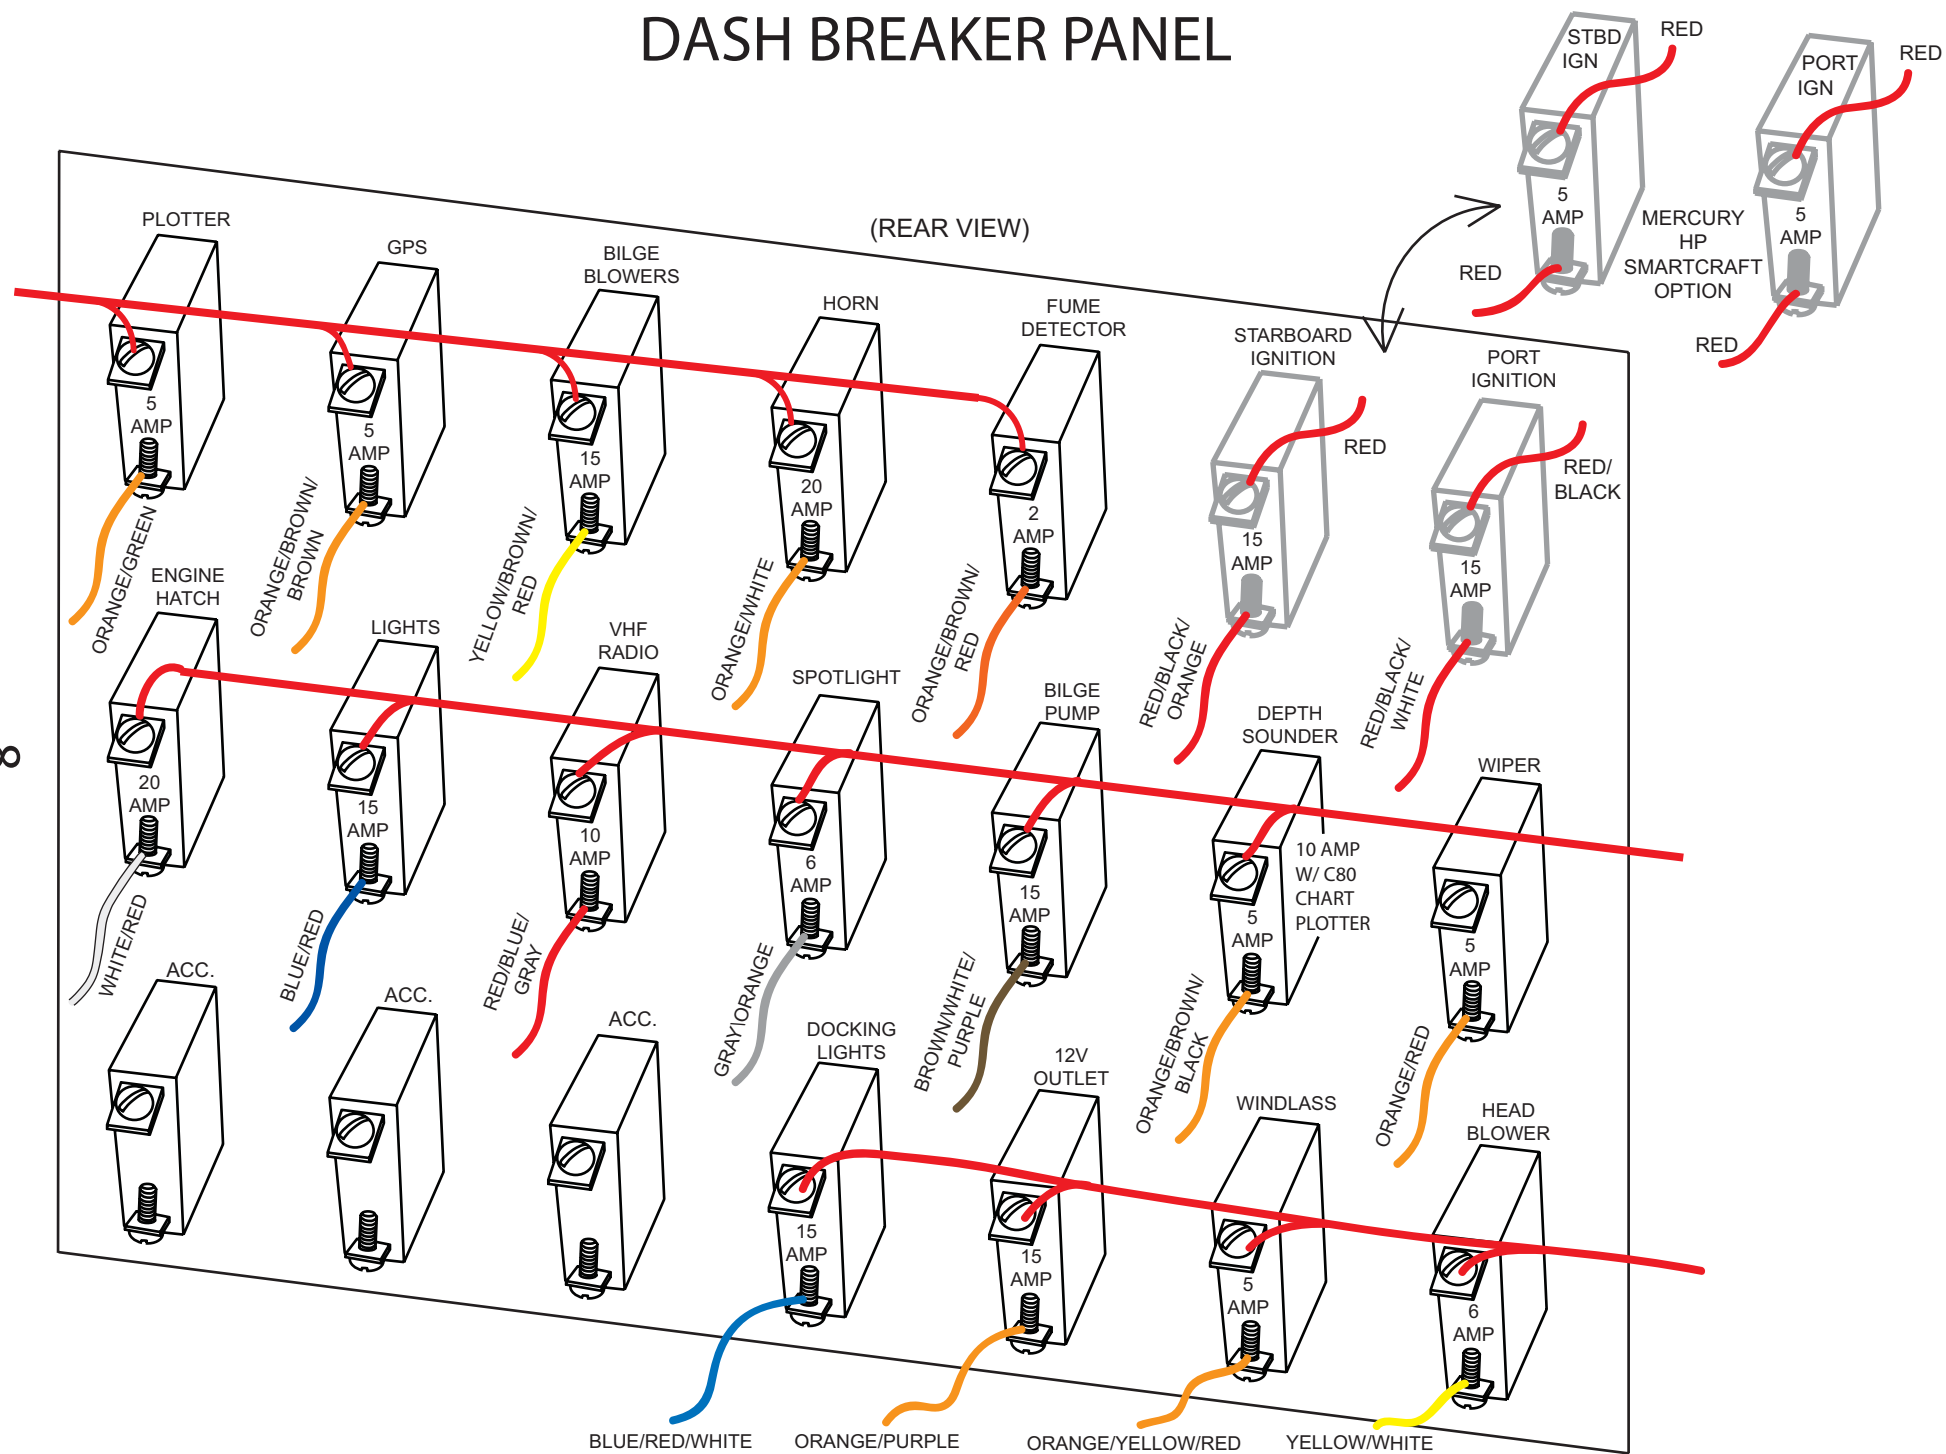 DASH BREAKER PANEL
(REAR VIEW)
STBD
IGN
RED
5
AMP
RED
PORT
IGN
RED
5
AMP
RED
MERCURY
HP
SMARTCRAFT
OPTION
PLOTTER
5
AMP
ORANGE/GREEN
GPS
5
AMP
ORANGE/BROWN/
BROWN
BILGE
BLOWERS
15
AMP
YELLOW/BROWN/
RED
HORN
20
AMP
ORANGE/WHITE
FUME
DETECTOR
2
AMP
ORANGE/BROWN/
RED
STARBOARD
IGNITION
RED
15
AMP
RED/BLACK/
ORANGE
PORT
IGNITION
RED/
BLACK
15
AMP
RED/BLACK/
WHITE
8
ENGINE
HATCH
20
AMP
WHITE/RED
LIGHTS
15
AMP
BLUE/RED
VHF
RADIO
10
AMP
RED/BLUE/
GRAY
SPOTLIGHT
6
AMP
GRAY\ORANGE
BILGE
PUMP
15
AMP
BROWN/WHITE/
PURPLE
DEPTH
SOUNDER
10 AMP
W/ C80
CHART
PLOTTER
5
AMP
ORANGE/BROWN/
BLACK
WIPER
5
AMP
ORANGE/RED
ACC.
ACC.
ACC.
DOCKING
LIGHTS
15
AMP
BLUE/RED/WHITE
12V
OUTLET
15
AMP
ORANGE/PURPLE
WINDLASS
5
AMP
ORANGE/YELLOW/RED
HEAD
BLOWER
6
AMP
YELLOW/WHITE